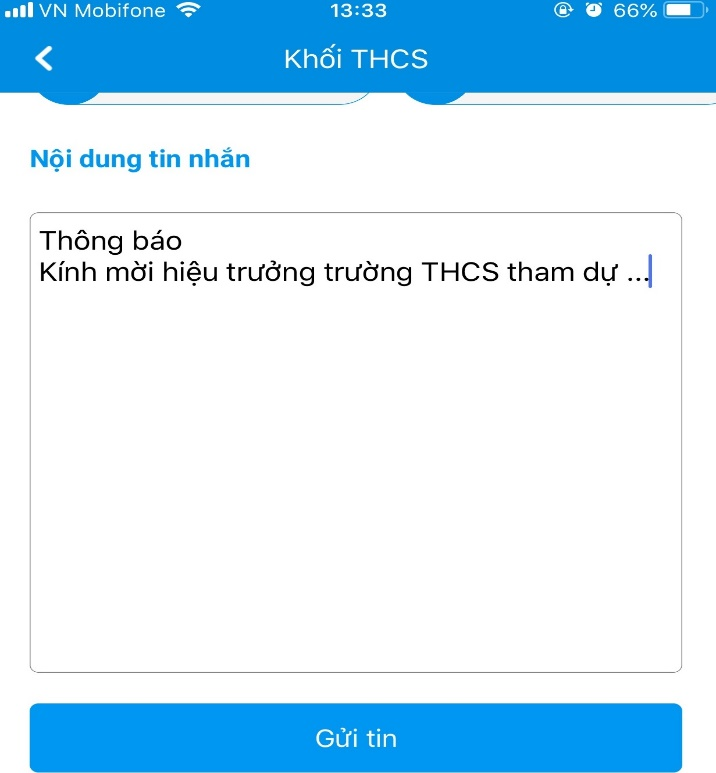 VN Mobifone 13:33 66%
Khối THCS
Nội dung tin nhắn
Thông báo
Kính mời hiệu trưởng trường THCS tham dự ...
Gửi tin